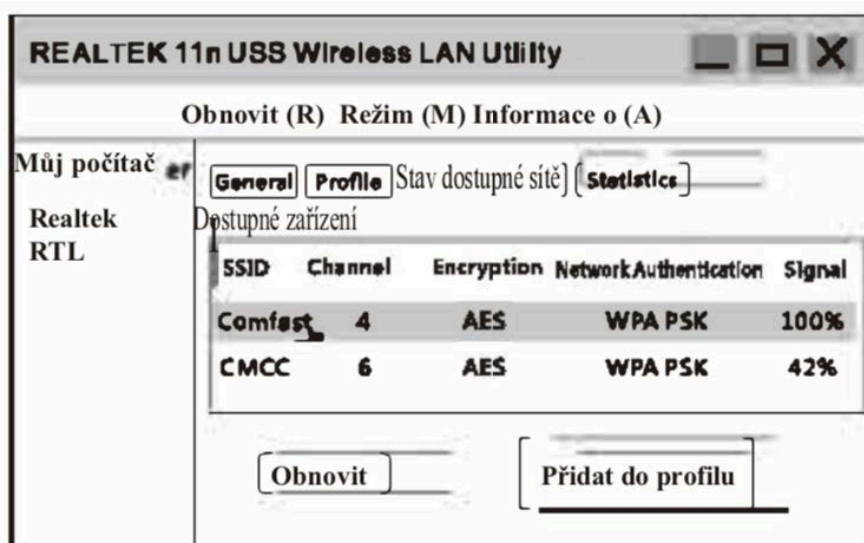 REALTEK 11n USS Wireless LAN Utility
Obnovit (R) Režim (M) Informace o (A)
Můj počítač er
General Profile Stav dostupné sítě Statistics
Realtek
RTL
Dostupné zařízení
SSID Channel Encryption Network Authentication Signal
Comfast 4 AES WPA PSK 100%
CMCC 6 AES WPA PSK 42%
Obnovit Přidat do profilu